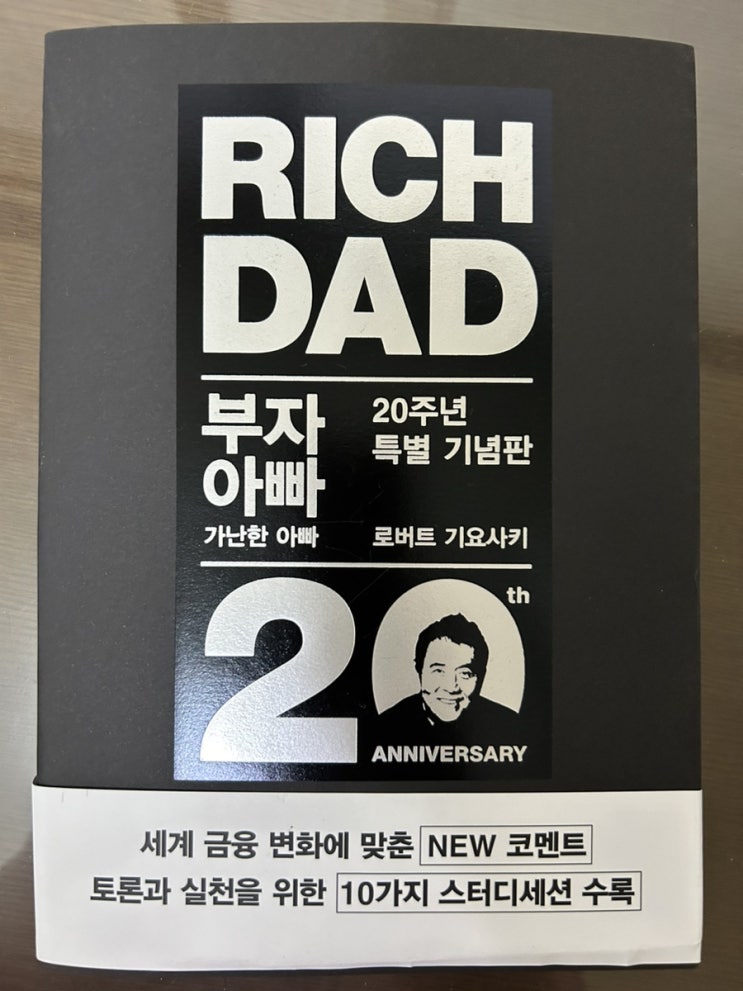 RICH
DAD
부자
아빠
가난한 아빠
20주년
특별 기념판
로버트 기요사키
20th
ANNIVERSARY
세계 금융 변화에 맞춘 NEW 코멘트
토론과 실천을 위한 10가지 스터디세션 수록